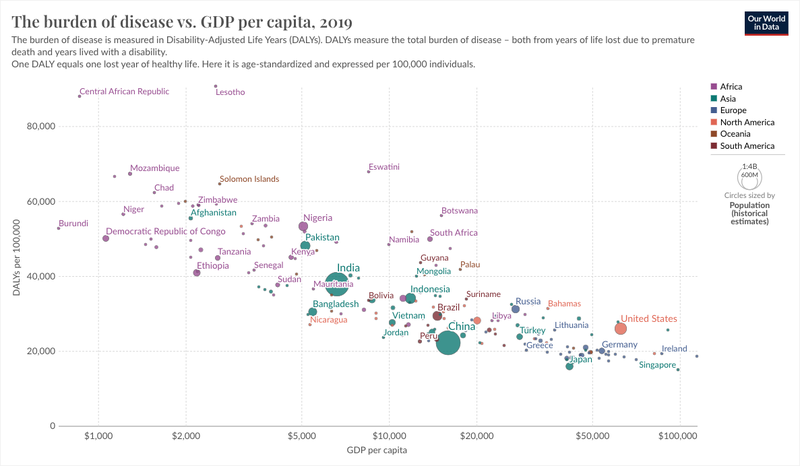 The burden of disease vs. GDP per capita, 2019
Our World
in Data
The burden of disease is measured in Disability-Adjusted Life Years (DALYs). DALYs measure the total burden of disease – both from years of life lost due to premature
death and years lived with a disability.
One DALY equals one lost year of healthy life. Here it is age-standardized and expressed per 100,000 individuals.
Central African Republic
Lesotho
Africa
Asia
Europe
North America
Oceania
South America
1:4B
600M
Circles sized by
Population
(historical
estimates)
80,000
Mozambique
Eswatini
Solomon Islands
Chad
60,000
Zimbabwe
Niger
Afghanistan
Botswana
Burundi
Zambia
Nigeria
Democratic Republic of Congo
Pakistan
Namibia
South Africa
Tanzania
Kenya
Ethiopia
Senegal
India
Guyana
Palau
Mongolia
40,000
Sudan
Mauritania
Bolivia
Indonesia
Suriname
Bangladesh
Brazil
Russia
Bahamas
Nicaragua
Vietnam
Libya
United States
Jordan
Peru
China
Türkiye
Lithuania
Greece
Germany
Ireland
20,000
Japan
Singapore
0
DALYs per 100,000
$1,000
$2,000
$5,000
$10,000
$20,000
$50,000
$100,000
GDP per capita